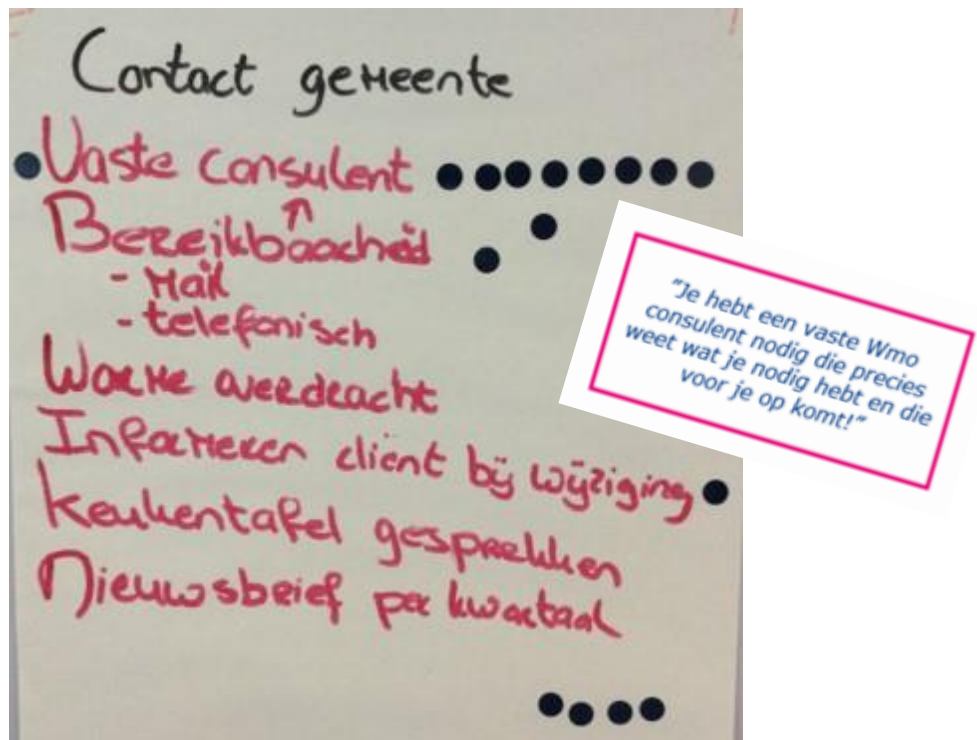 Contact gemeente
Vaste consulent
Bereikbaarheid
- Mail
- telefonisch
Warme overdracht
Informeren cliënt bij wijziging
Keukentafel gesprekken
Nieuwsbrief per kwartaal
"Je hebt een vaste Wmo
consulent nodig die precies
weet wat je nodig hebt en die
voor je op komt!"